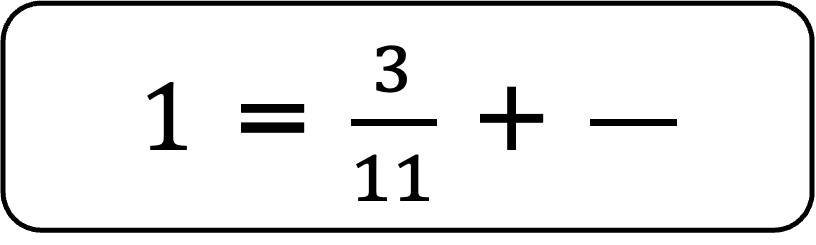 1 = 3/11 + —